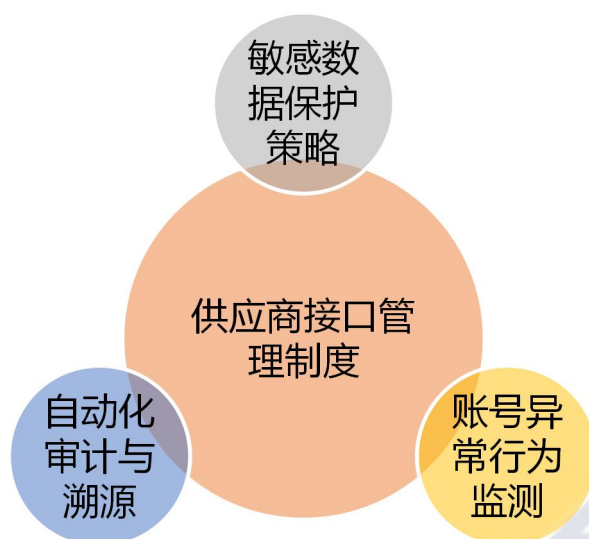 敏感数
据保护
策略
供应商接口管
理制度
自动化
审计与
溯源
账号异
常行为
监测